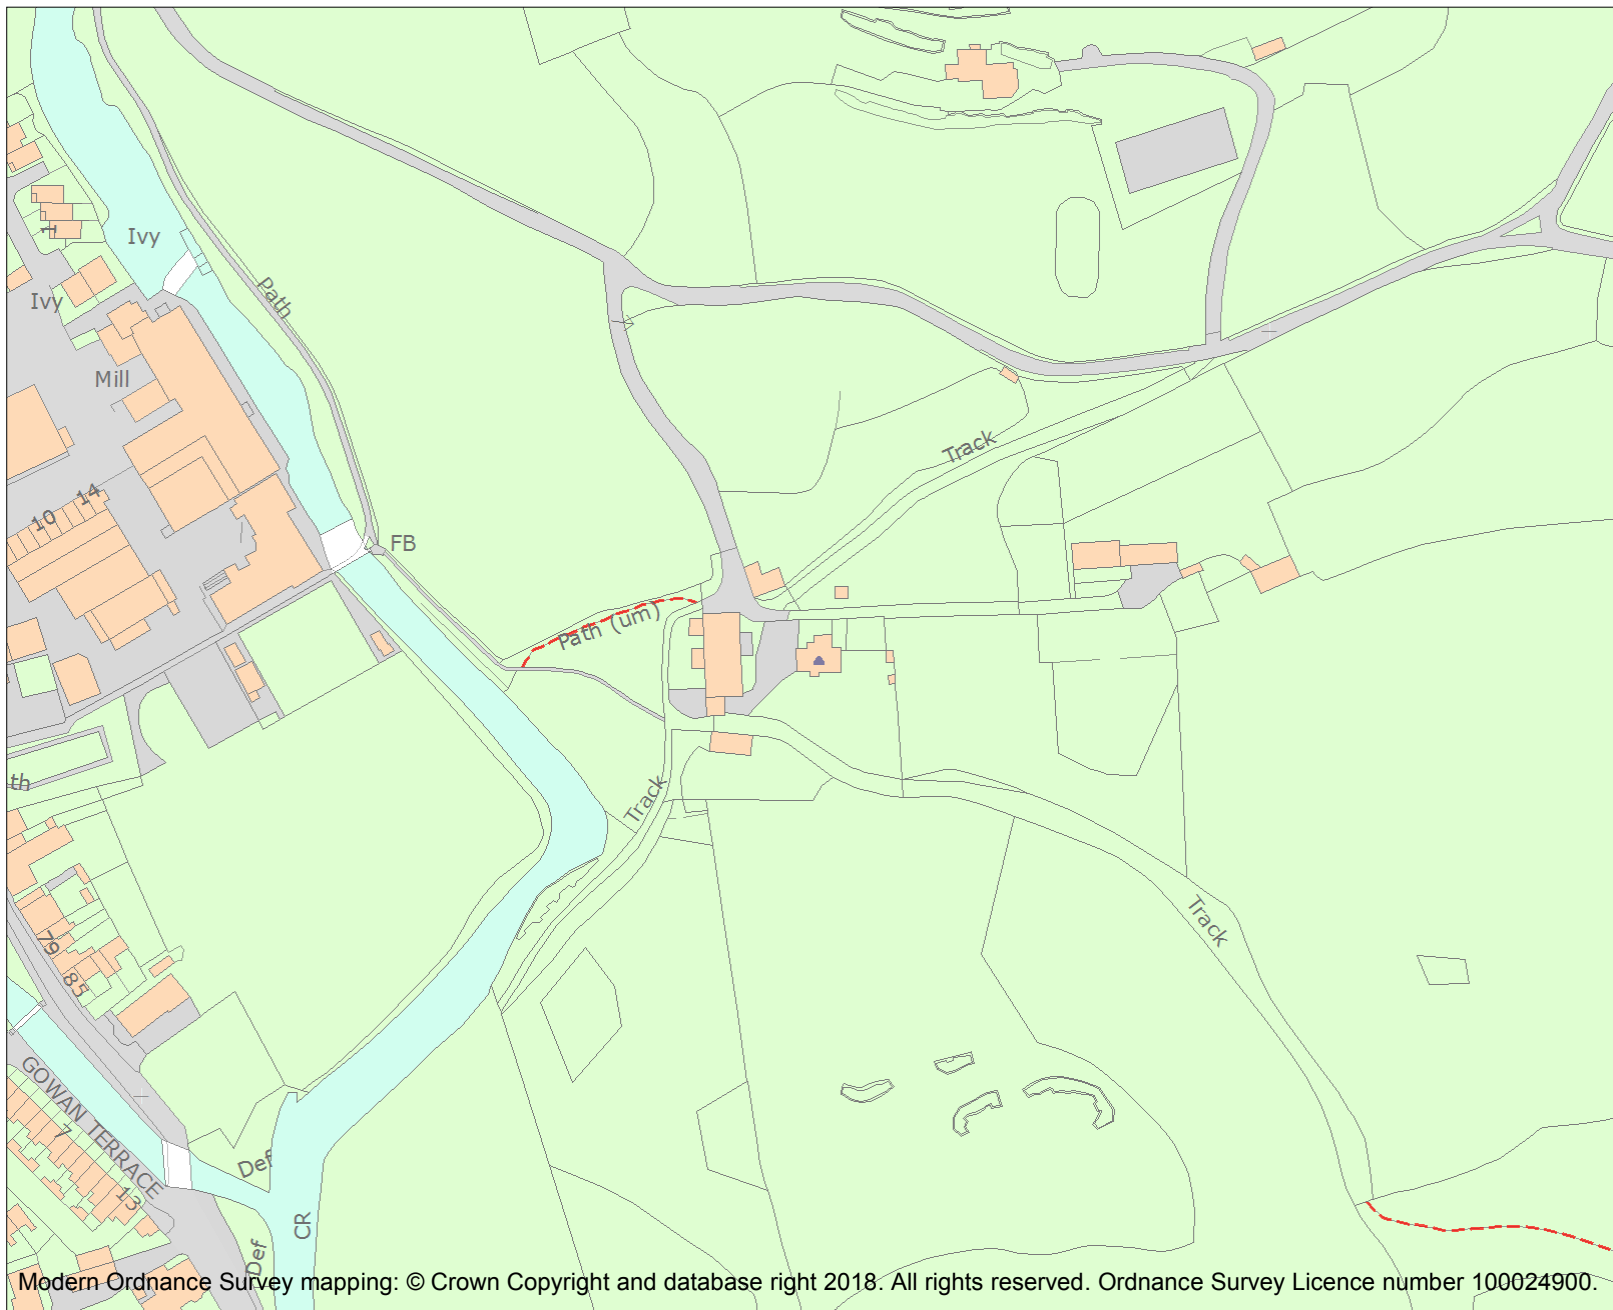 Ivy
1
Path
Ivy
Mill
Track
14
10
FB
Path (um)
th
Track
Track
79
85
GOWAN TERRACE
7
Def
13
CR
Def
Modern Ordnance Survey mapping: © Crown Copyright and database right 2018. All rights reserved. Ordnance Survey Licence number 100024900.